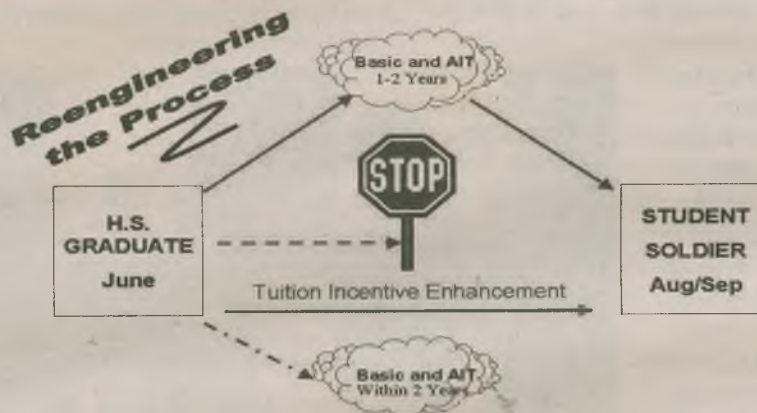 Reengineering
the Process
Basic and AIT
1-2 Years
STOP
H.S.
GRADUATE
June
STUDENT
SOLDIER
Aug/Sep
Tuition Incentive Enhancement
Basic and AIT
Within 2 Years